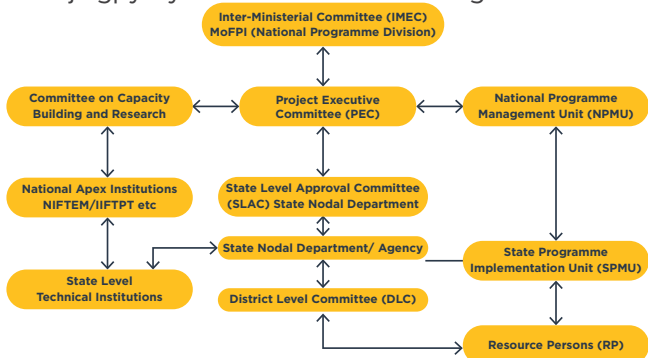 Inter-Ministerial Committee (IMEC)
MoFPI (National Programme Division)
Committee on Capacity
Building and Research
Project Executive
Committee (PEC)
National Programme
Management Unit (NPMU)
National Apex Institutions
NIFTEM/IIFTPT etc
State Level Approval Committee
(SLAC) State Nodal Department
State Nodal Department/ Agency
State Programme
Implementation Unit (SPMU)
State Level
Technical Institutions
District Level Committee (DLC)
Resource Persons (RP)